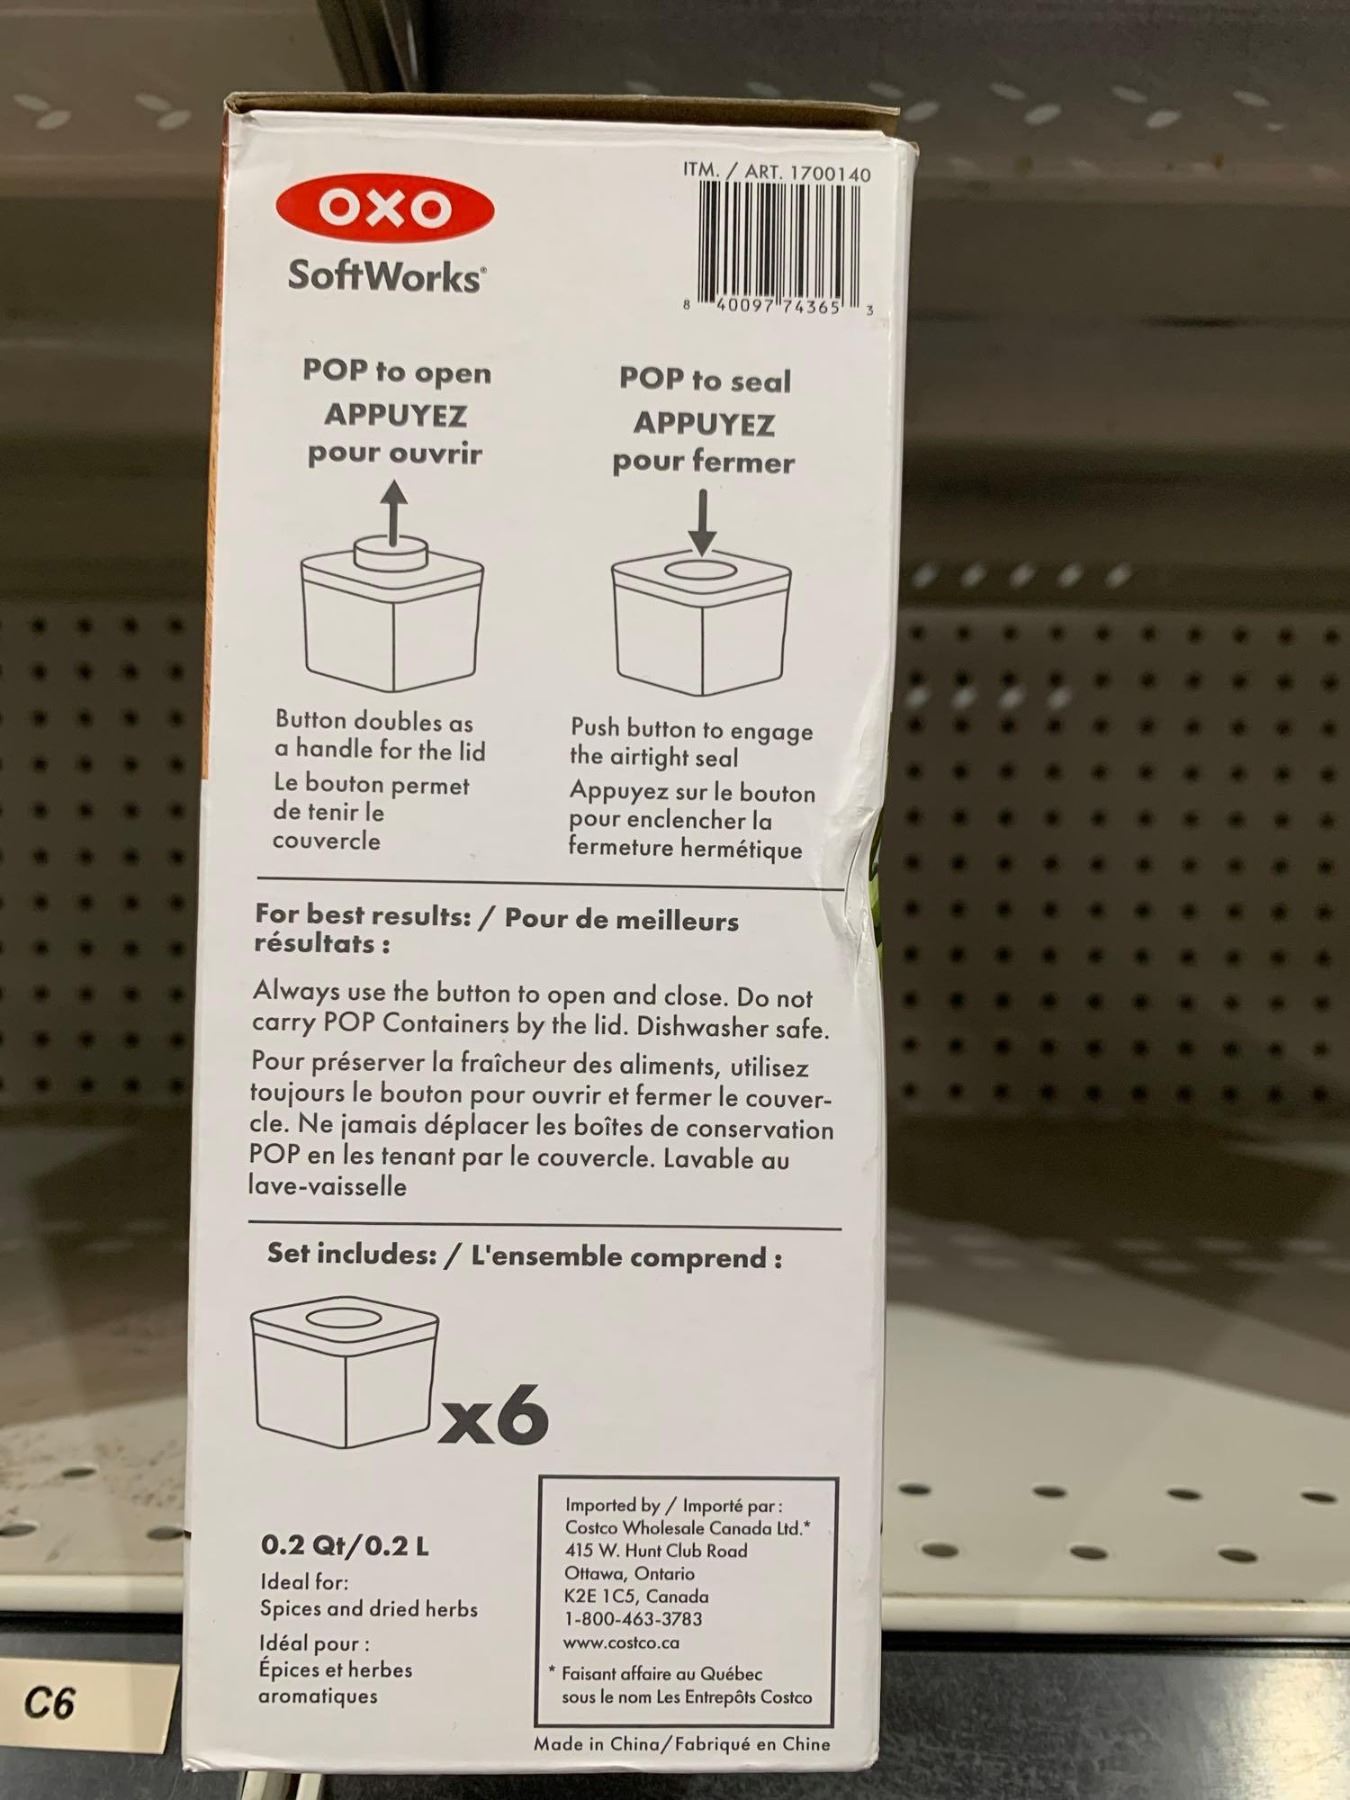 OXO
SoftWorks®
ITM. / ART. 1700140
8 40097 74365 3
POP to open
APPUYEZ
pour ouvrir
POP to seal
APPUYEZ
pour fermer
Button doubles as
a handle for the lid
Le bouton permet
de tenir le
couvercle
Push button to engage
the airtight seal
Appuyez sur le bouton
pour enclencher la
fermeture hermétique
For best results: / Pour de meilleurs
résultats :
Always use the button to open and close. Do not
carry POP Containers by the lid. Dishwasher safe.
Pour préserver la fraîcheur des aliments, utilisez
toujours le bouton pour ouvrir et fermer le couver-
cle. Ne jamais déplacer les boîtes de conservation
POP en les tenant par le couvercle. Lavable au
lave-vaisselle
Set includes: / L'ensemble comprend :
x6
0.2 Qt/0.2 L
Ideal for:
Spices and dried herbs
Idéal pour :
Épices et herbes
aromatiques
Imported by / Importé par :
Costco Wholesale Canada Ltd.*
415 W. Hunt Club Road
Ottawa, Ontario
K2E 1C5, Canada
1-800-463-3783
www.costco.ca
* Faisant affaire au Québec
sous le nom Les Entrepôts Costco
Made in China/Fabriqué en Chine
C6